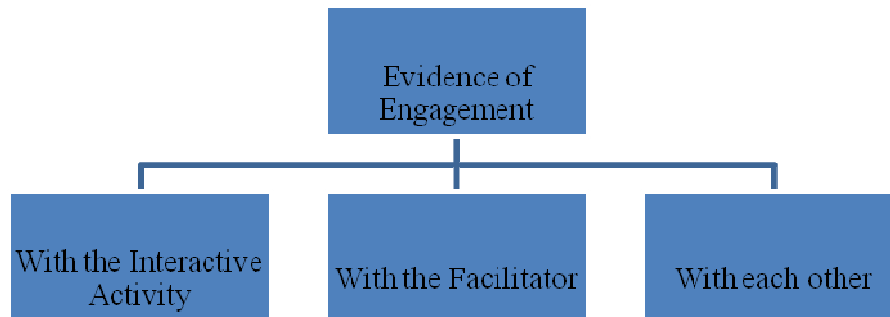 Evidence of
Engagement
With the Interactive
Activity
With the Facilitator
With each other